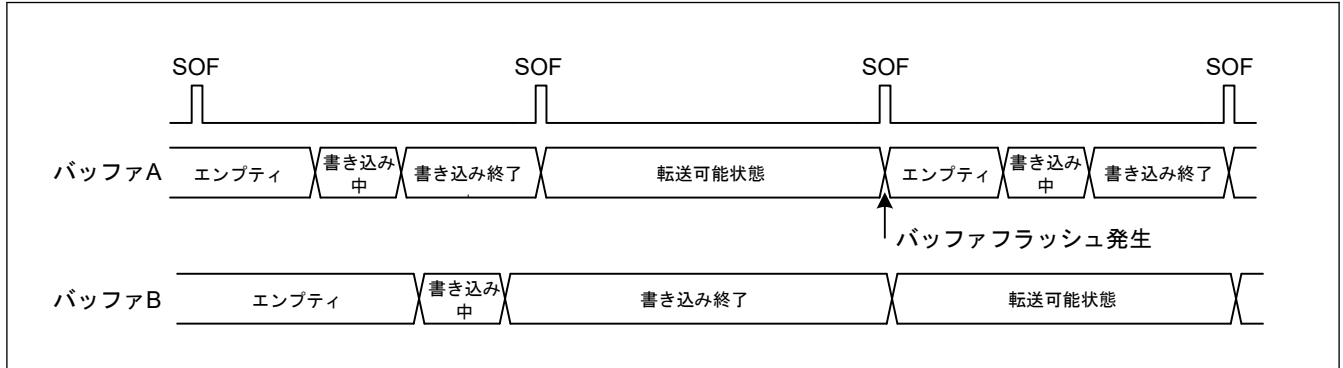 SOF SOF SOF SOF
バッファA エンプティ 書き込み中 書き込み終了 転送可能状態 エンプティ 書き込み中 書き込み終了
バッファフラッシュ発生
バッファB エンプティ 書き込み中 書き込み終了 転送可能状態